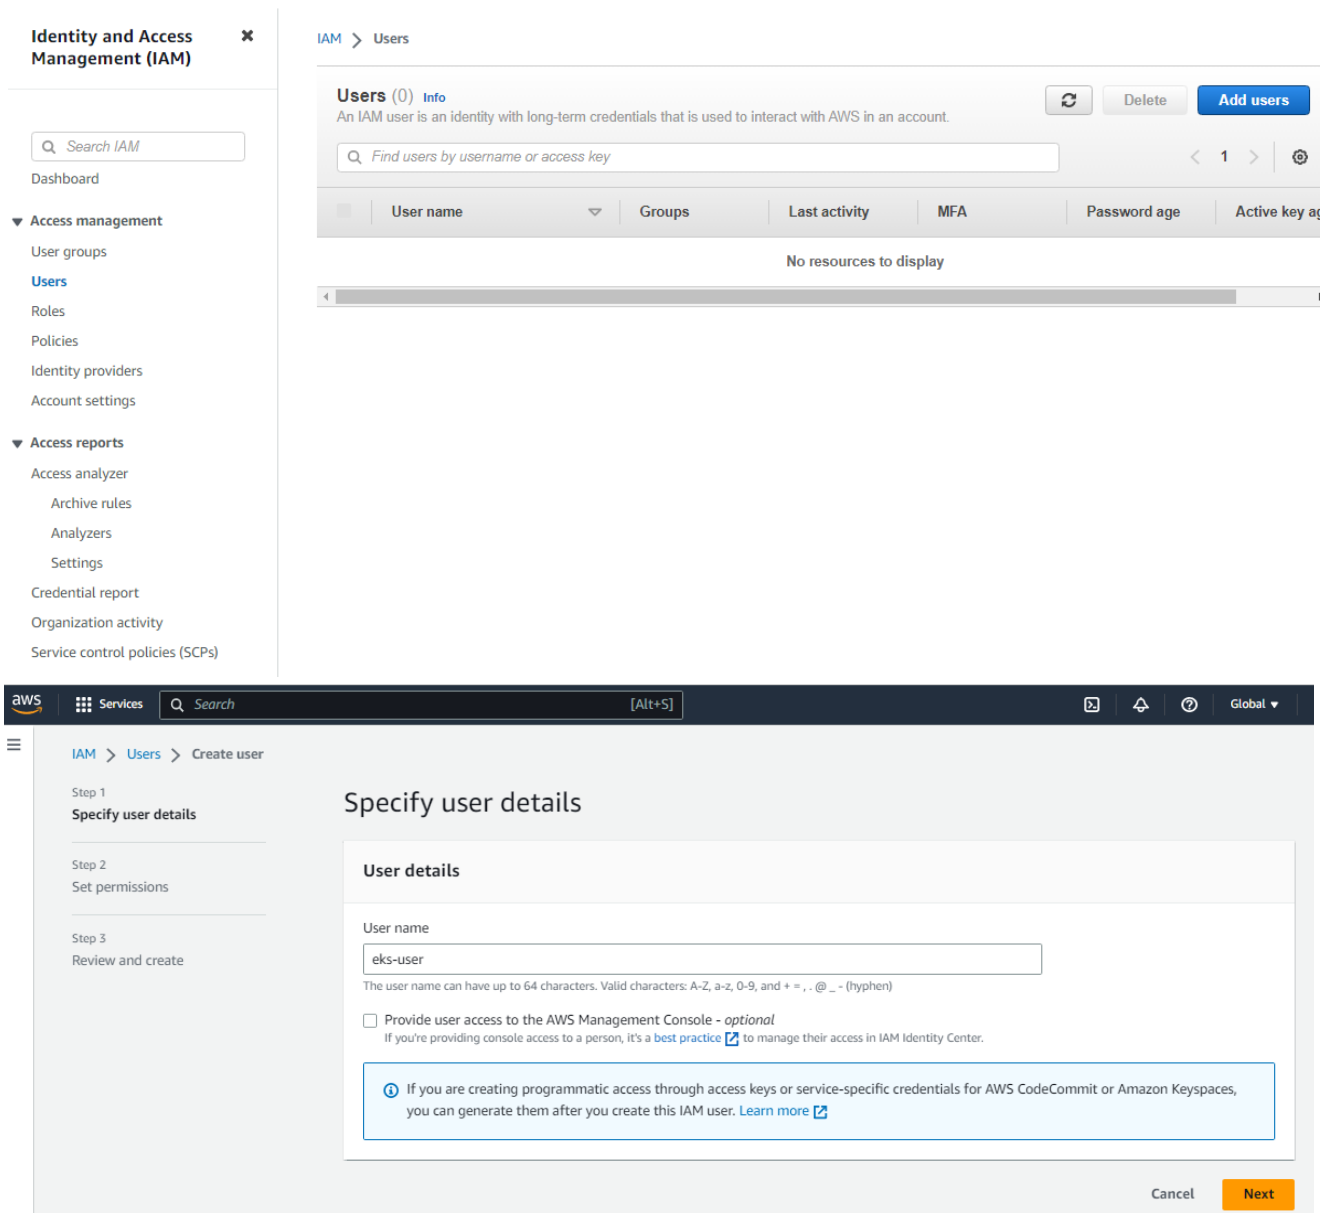 Identity and Access
Management (IAM)
Search IAM
Dashboard
Access management
User groups
Users
Roles
Policies
Identity providers
Account settings
Access reports
Access analyzer
Archive rules
Analyzers
Settings
Credential report
Organization activity
Service control policies (SCPs)
IAM > Users
Users (0) Info
An IAM user is an identity with long-term credentials that is used to interact with AWS in an account.
Delete
Add users
Find users by username or access key
1
User name Groups Last activity MFA Password age Active key ag
No resources to display
aws Services Search [Alt+S] Global
IAM > Users > Create user
Step 1
Specify user details
Step 2
Set permissions
Step 3
Review and create
Specify user details
User details
User name
eks-user
The user name can have up to 64 characters. Valid characters: A-Z, a-z, 0-9, and + = , . @ _ - (hyphen)
Provide user access to the AWS Management Console - optional
If you're providing console access to a person, it's a best practice to manage their access in IAM Identity Center.
If you are creating programmatic access through access keys or service-specific credentials for AWS CodeCommit or Amazon Keyspaces,
you can generate them after you create this IAM user. Learn more
Cancel Next